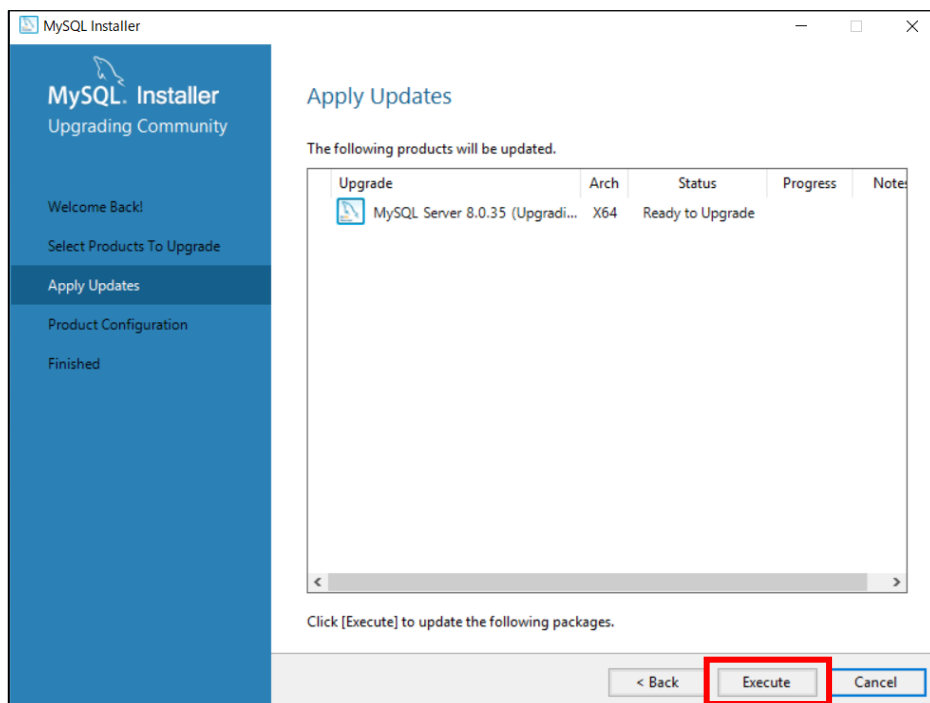 MySQL Installer
MySQL. Installer
Upgrading Community
Welcome Back!
Select Products To Upgrade
Apply Updates
Product Configuration
Finished
Apply Updates
The following products will be updated.
Upgrade Arch Status Progress Notes
MySQL Server 8.0.35 (Upgradi... X64 Ready to Upgrade
Click [Execute] to update the following packages.
< Back Execute Cancel